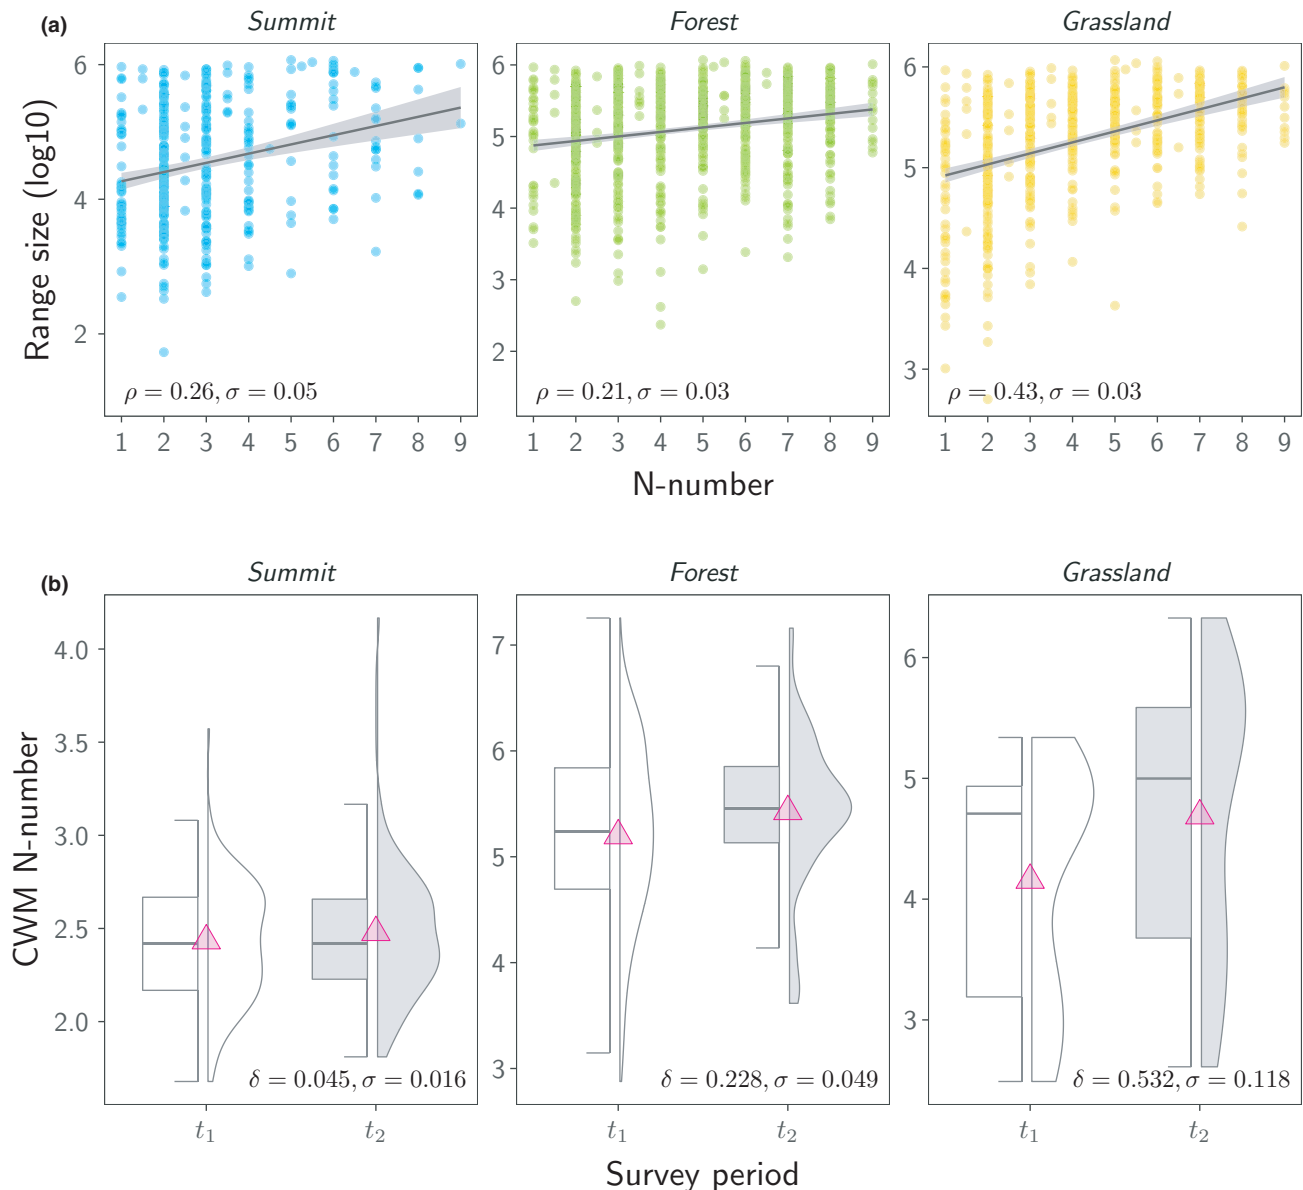 (a)
Summit
Forest
Grassland
Range size (log10)
6
4
2
6
5
4
3
2
6
5
4
3
ρ = 0.26, σ = 0.05
ρ = 0.21, σ = 0.03
ρ = 0.43, σ = 0.03
1 2 3 4 5 6 7 8 9
1 2 3 4 5 6 7 8 9
1 2 3 4 5 6 7 8 9
N-number
(b)
Summit
Forest
Grassland
CWM N-number
4.0
3.5
3.0
2.5
2.0
7
6
5
4
3
6
5
4
3
δ = 0.045, σ = 0.016
δ = 0.228, σ = 0.049
δ = 0.532, σ = 0.118
t1 t2
t1 t2
t1 t2
Survey period